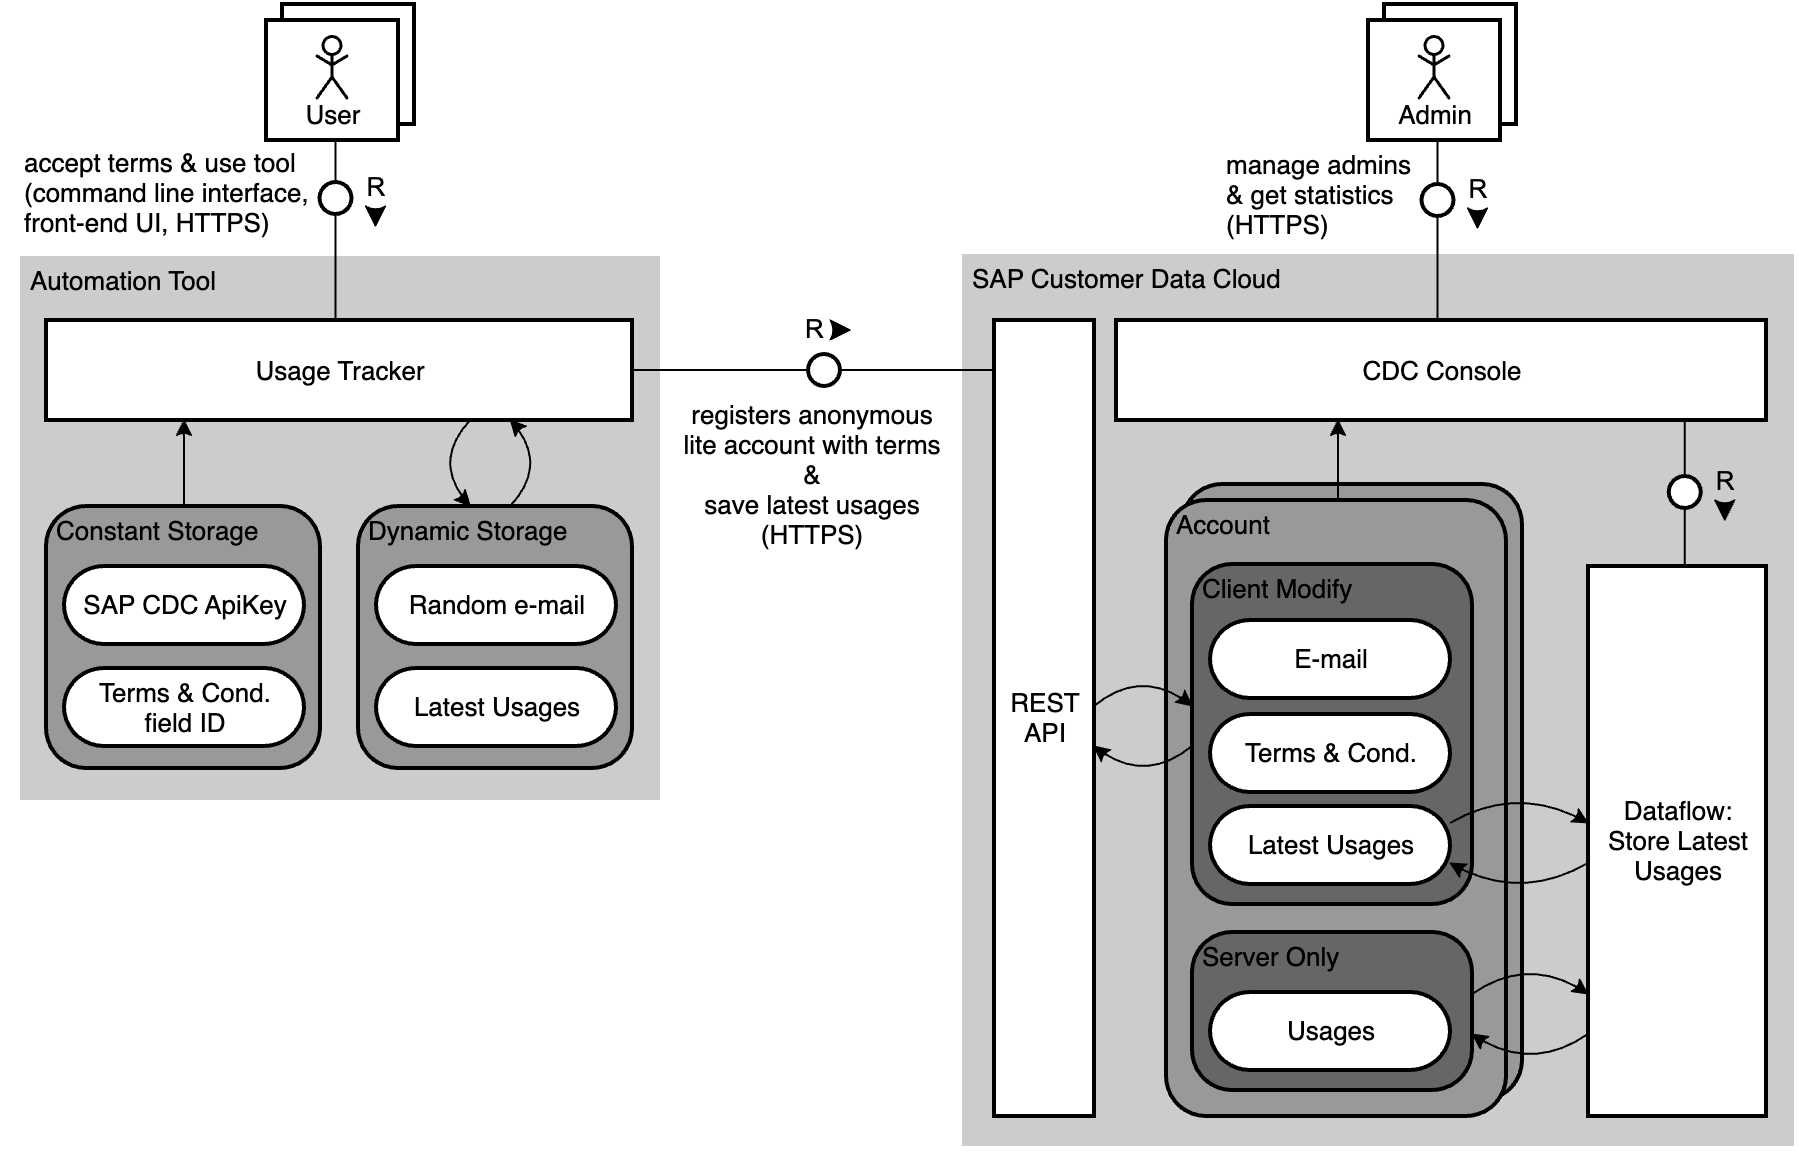 User
accept terms & use tool
(command line interface,
front-end UI, HTTPS)
R
Automation Tool
Usage Tracker
Constant Storage
SAP CDC ApiKey
Terms & Cond.
field ID
Dynamic Storage
Random e-mail
Latest Usages
R
registers anonymous
lite account with terms
&
save latest usages
(HTTPS)
Admin
manage admins
& get statistics
(HTTPS)
R
SAP Customer Data Cloud
REST
API
CDC Console
R
Account
Client Modify
E-mail
Terms & Cond.
Latest Usages
Server Only
Usages
Dataflow:
Store Latest
Usages